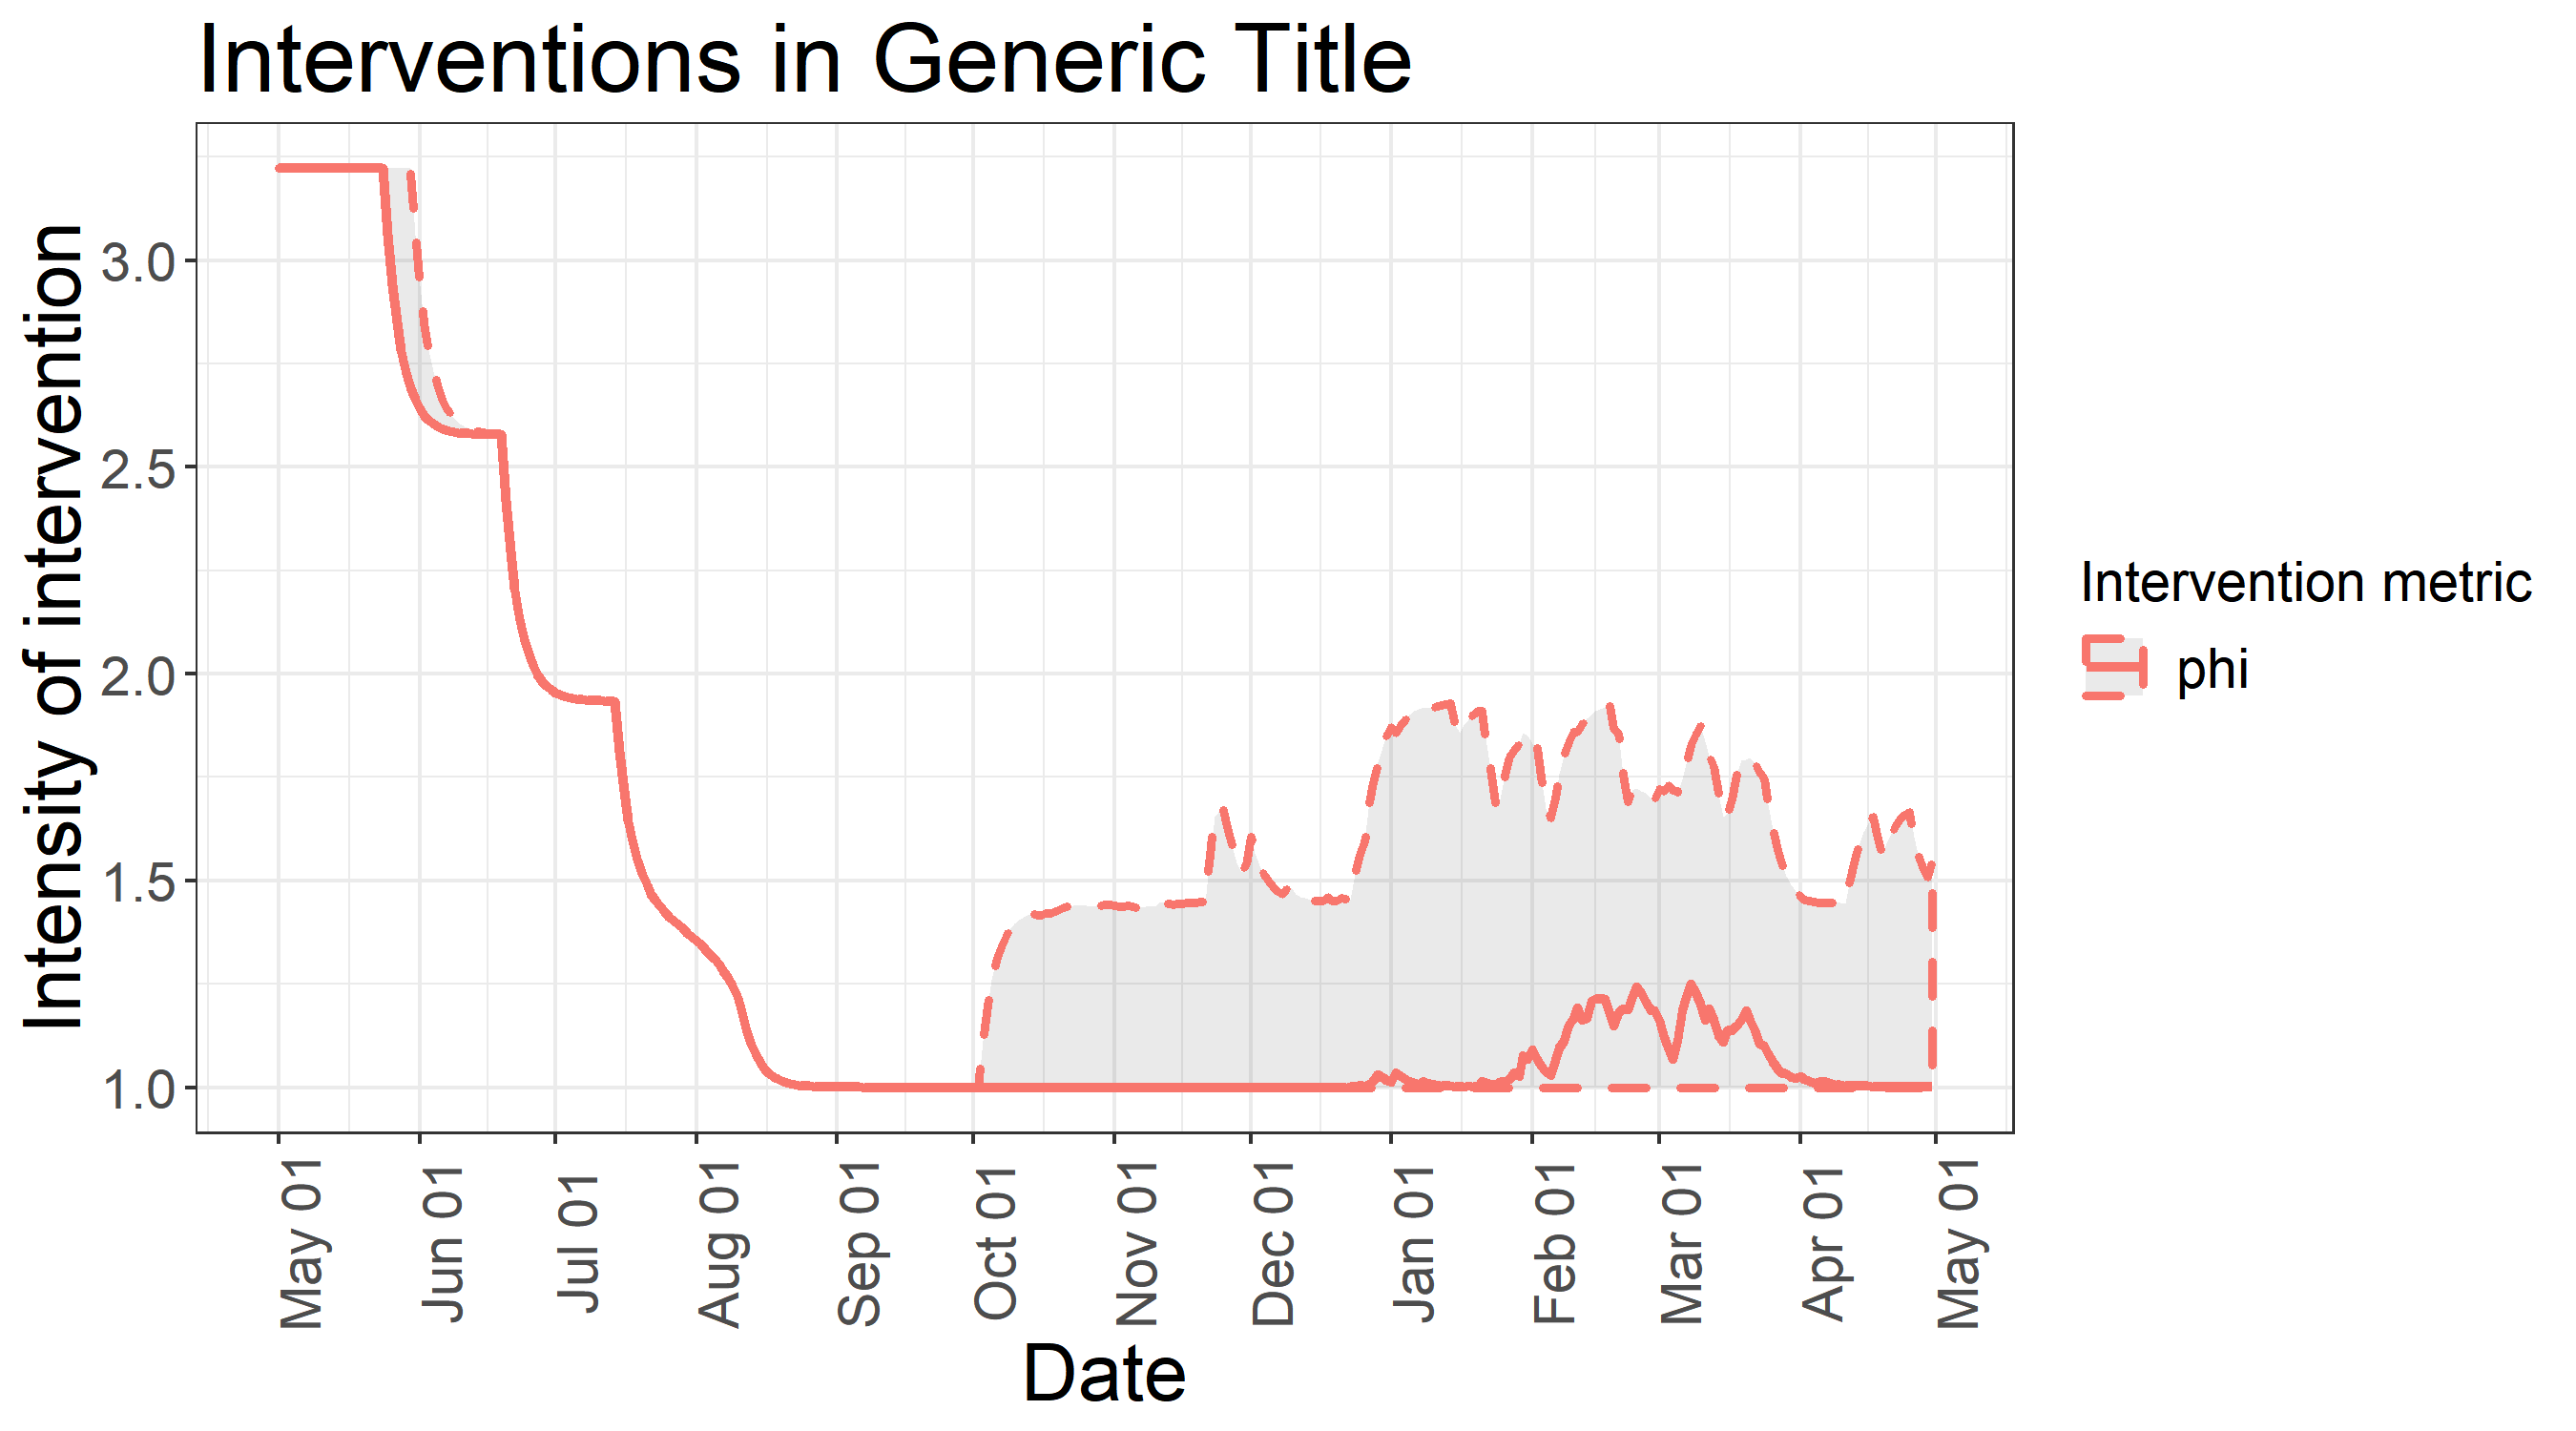 Interventions in Generic Title
Intensity of intervention
3.0
2.5
2.0
1.5
1.0
May 01
Jun 01
Jul 01
Aug 01
Sep 01
Oct 01
Nov 01
Dec 01
Jan 01
Feb 01
Mar 01
Apr 01
May 01
Date
Intervention metric
phi